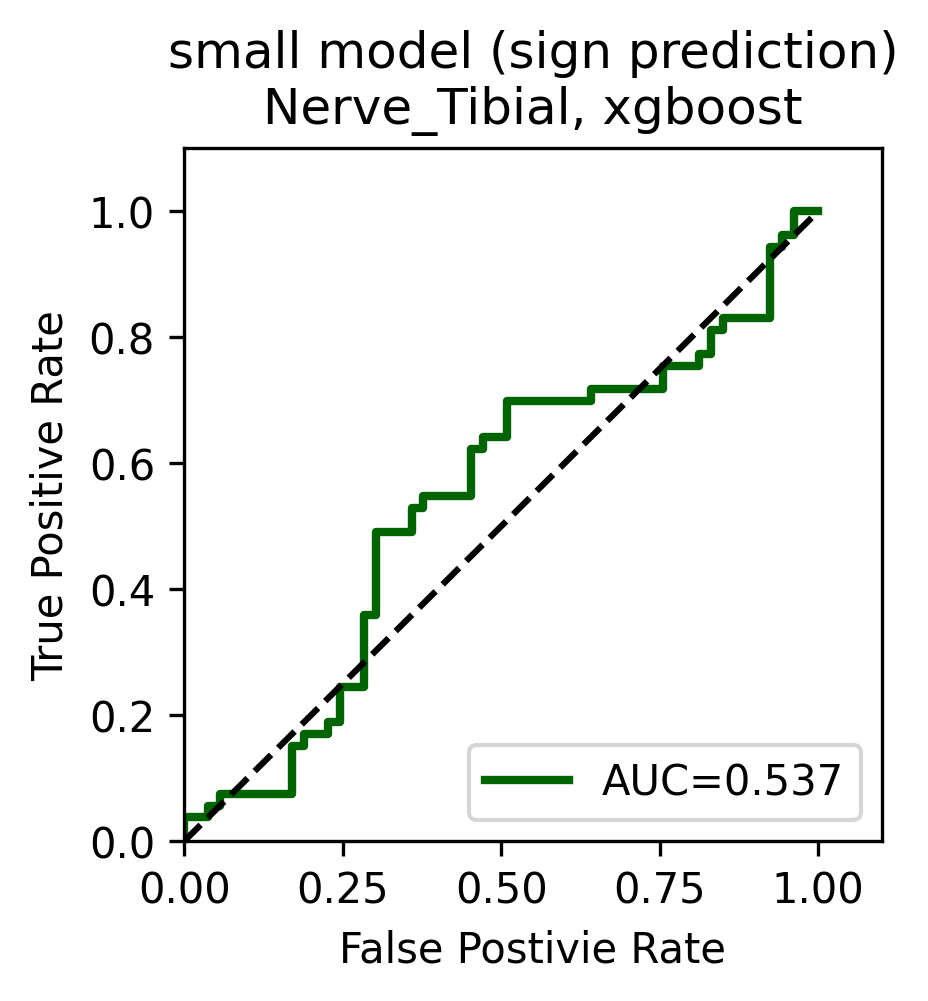 small model (sign prediction)
Nerve_Tibial, xgboost
1.0
0.8
0.6
0.4
0.2
0.0
True Positive Rate
AUC=0.537
0.00 0.25 0.50 0.75 1.00
False Postivie Rate